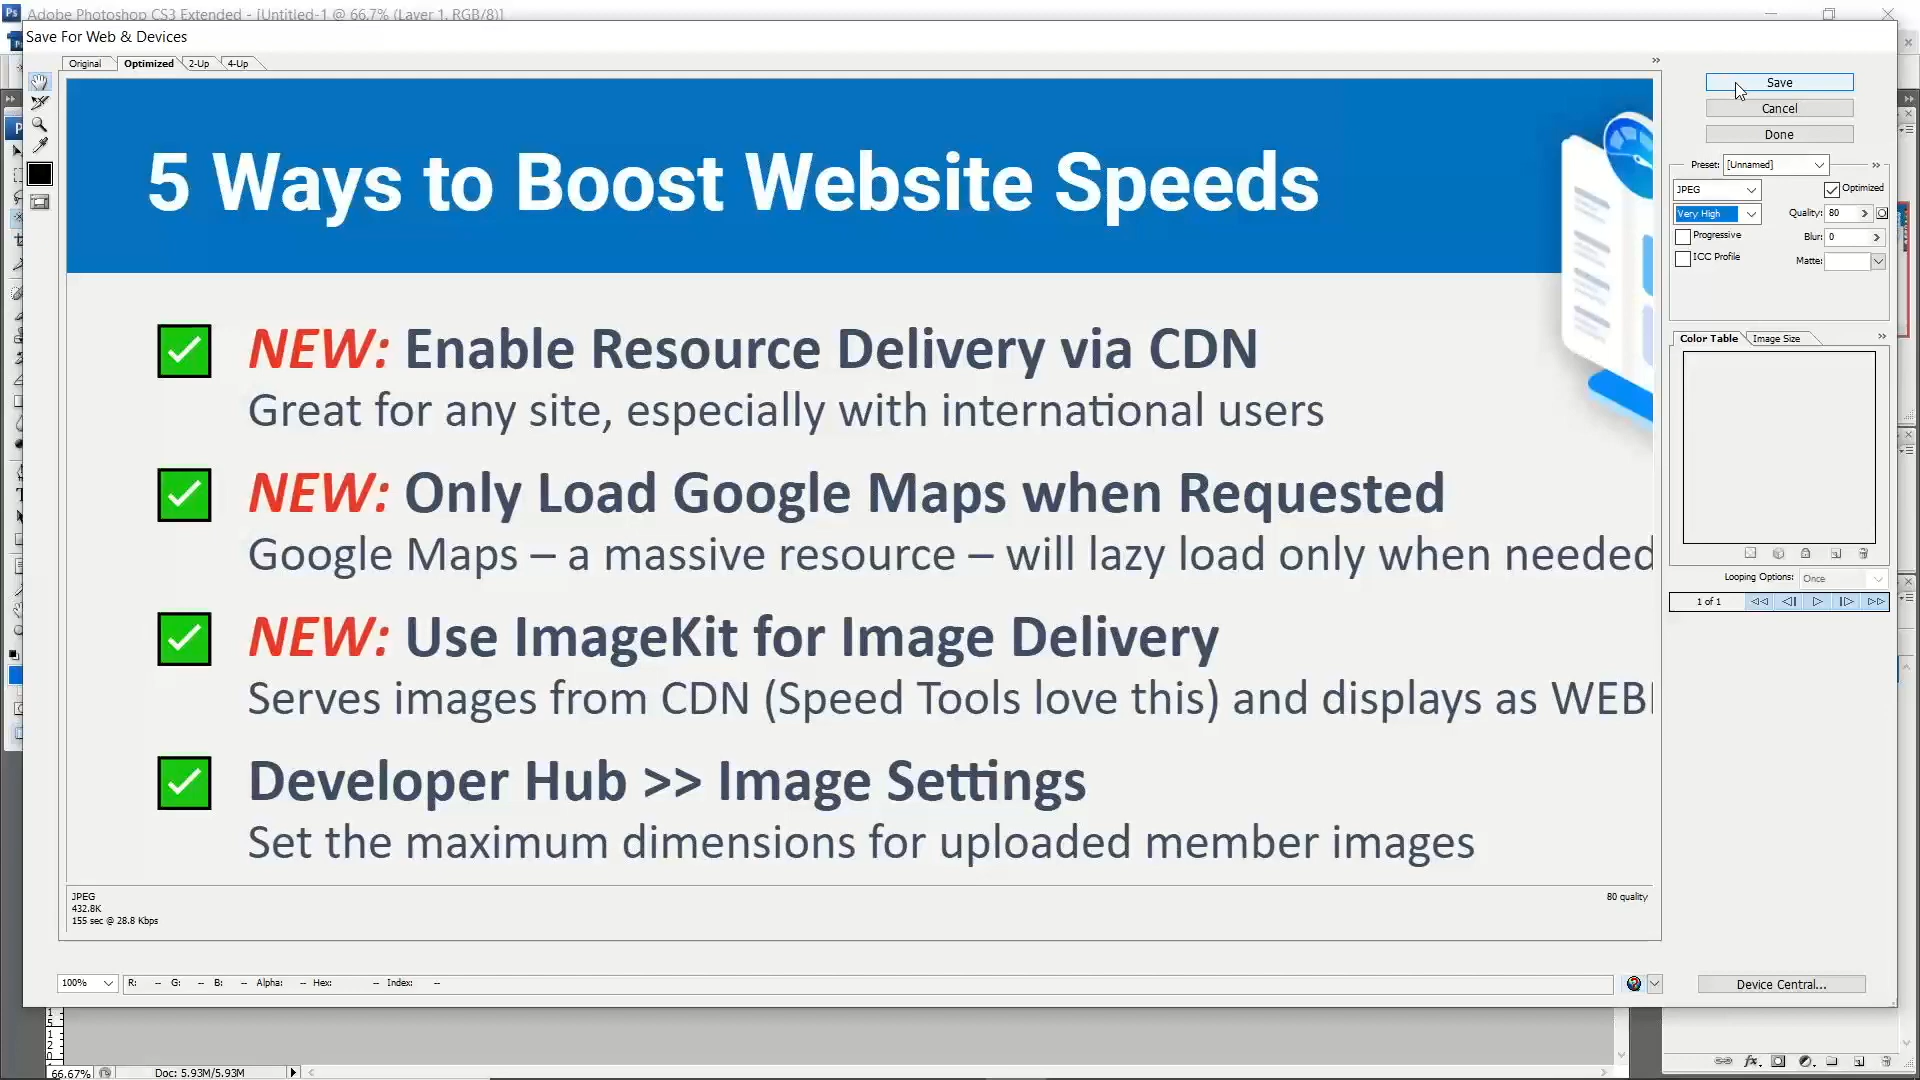 Adobe Photoshop CS3 Extended - [Untitled-1 @ 66.7% (Layer 1, RGB/8)]
Save For Web & Devices
Original
Optimized
2-Up
4-Up
Save
Cancel
Done
Preset: [Unnamed]
JPEG
Optimized
Very High
Quality: 80
Progressive
Blur: 0
ICC Profile
Matte:
5 Ways to Boost Website Speeds
NEW: Enable Resource Delivery via CDN
Great for any site, especially with international users
NEW: Only Load Google Maps when Requested
Google Maps – a massive resource – will lazy load only when needed
NEW: Use ImageKit for Image Delivery
Serves images from CDN (Speed Tools love this) and displays as
Developer Hub >> Image Settings
Set the maximum dimensions for uploaded member images
Color Table
Image Size
Looping Options: Once
1 of 1
JPEG
432.8K
155 sec @ 28.8 Kbps
80 quality
100%
R: -- G: -- B: -- Alpha: -- Hex: -- Index: --
Device Central...
66.67%
Doc: 5.93M/5.93M